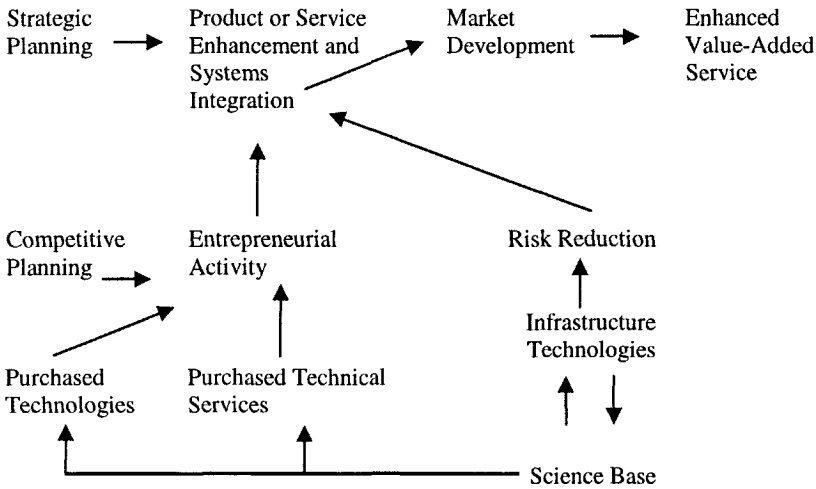 Strategic
Planning
Product or Service
Enhancement and
Systems
Integration
Market
Development
Enhanced
Value-Added
Service
Competitive
Planning
Entrepreneurial
Activity
Risk Reduction
Infrastructure
Technologies
Purchased
Technologies
Purchased Technical
Services
Science Base